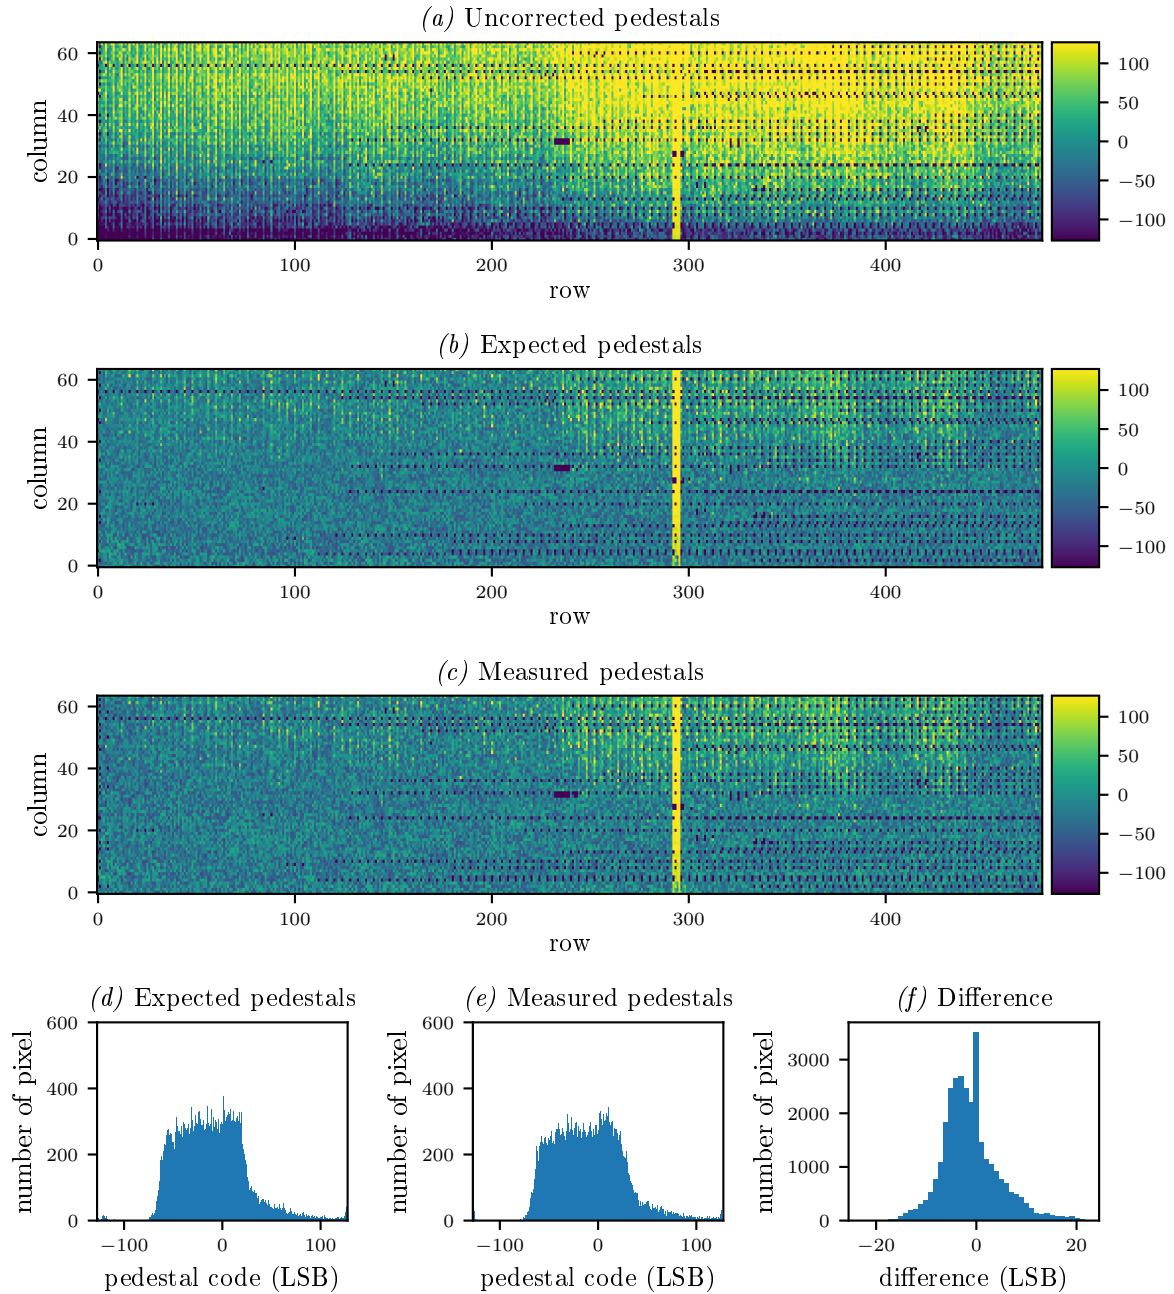 (a) Uncorrected pedestals
column
60
40
20
0
0 100 200 300 400
row
100
50
0
−50
−100
(b) Expected pedestals
column
60
40
20
0
0 100 200 300 400
row
100
50
0
−50
−100
(c) Measured pedestals
column
60
40
20
0
0 100 200 300 400
row
100
50
0
−50
−100
(d) Expected pedestals
number of pixel
600
400
200
0
−100 0 100
pedestal code (LSB)
(e) Measured pedestals
number of pixel
600
400
200
0
−100 0 100
pedestal code (LSB)
(f) Difference
number of pixel
3000
2000
1000
0
−20 0 20
difference (LSB)